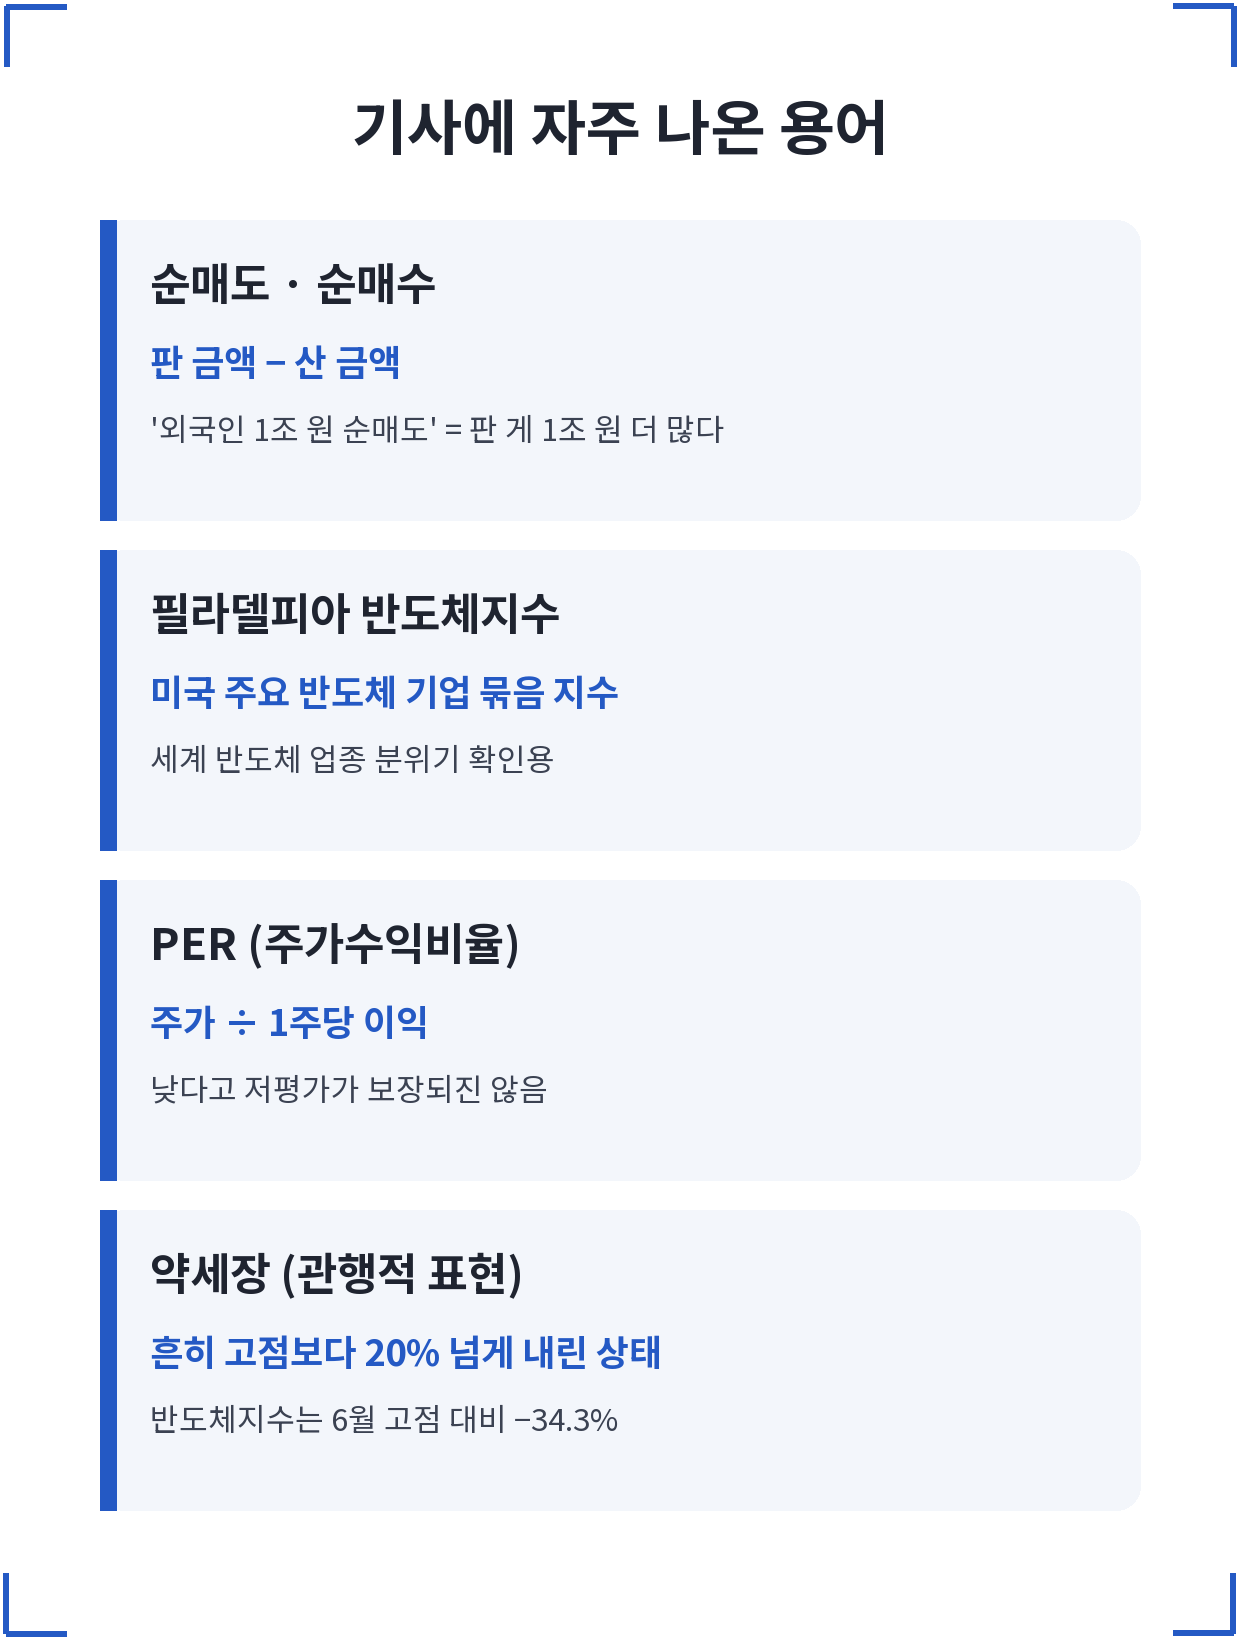 기사에 자주 나온 용어
순매도 · 순매수
판 금액 – 산 금액
'외국인 1조 원 순매도' = 판 게 1조 원 더 많다
필라델피아 반도체지수
미국 주요 반도체 기업 묶음 지수
세계 반도체 업종 분위기 확인용
PER (주가수익비율)
주가 ÷ 1주당 이익
낮다고 저평가가 보장되진 않음
약세장 (관행적 표현)
흔히 고점보다 20% 넘게 내린 상태
반도체지수는 6월 고점 대비 −34.3%